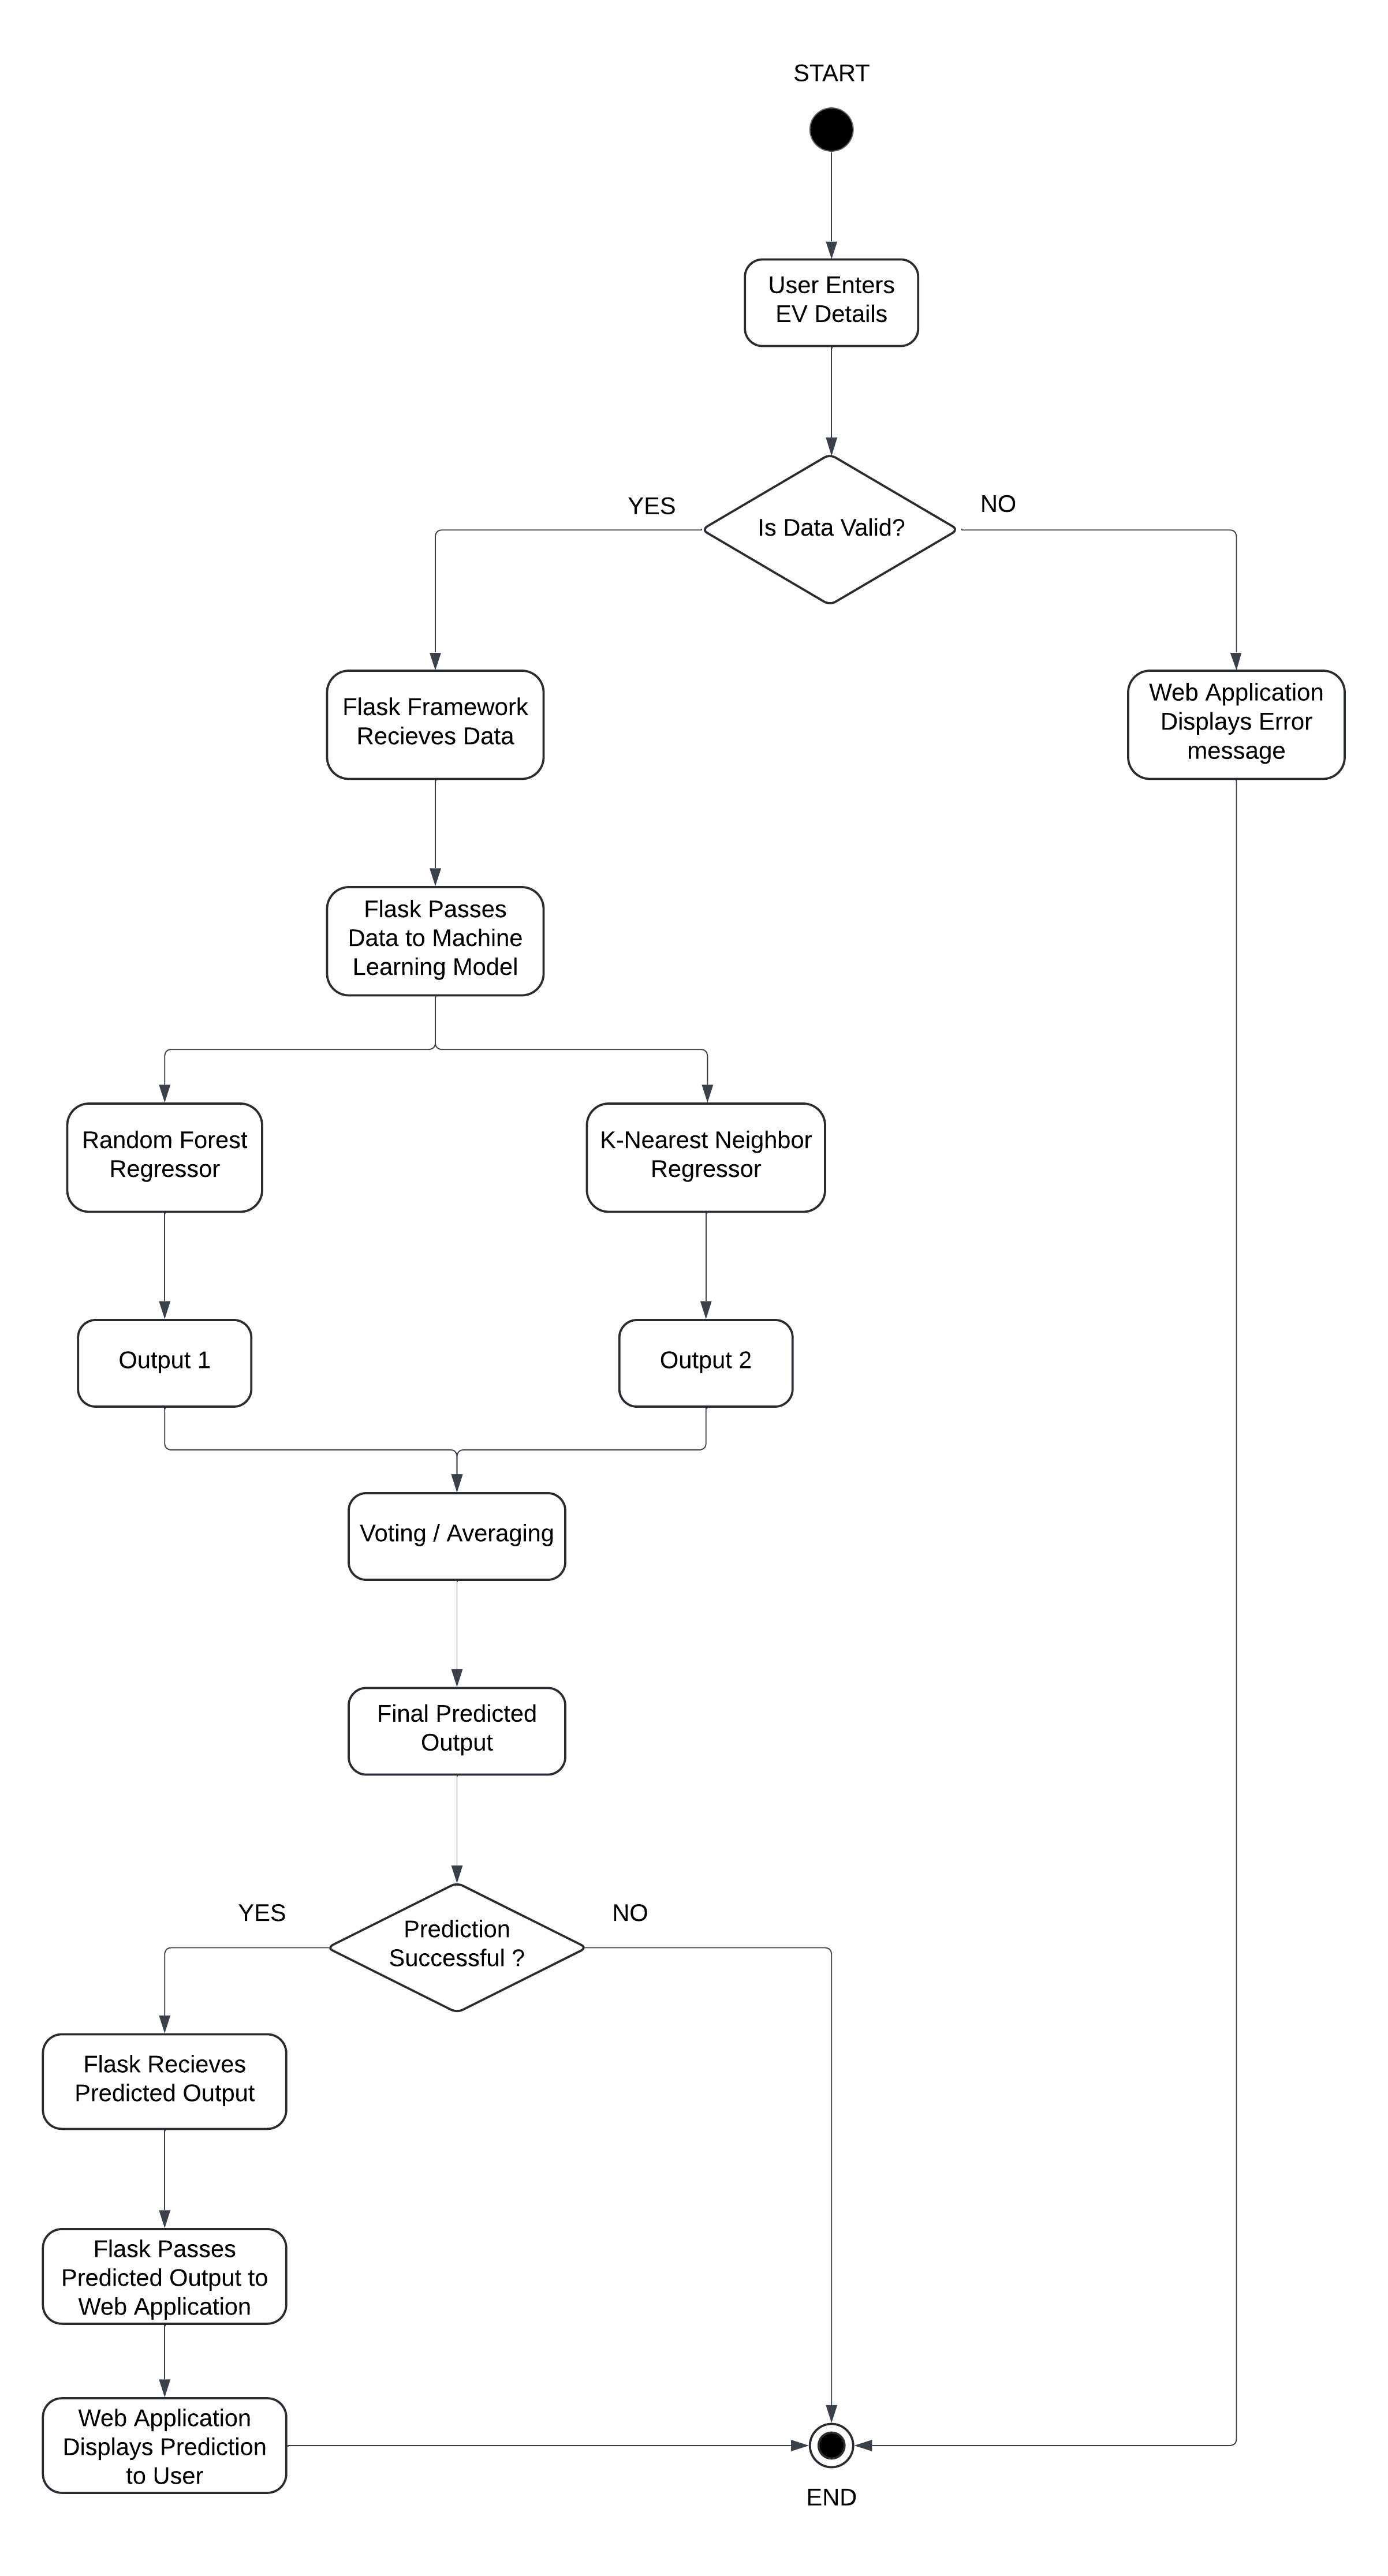 START
User Enters
EV Details
YES
NO
Is Data Valid?
Flask Framework
Recieves Data
Web Application
Displays Error
message
Flask Passes
Data to Machine
Learning Model
Random Forest
Regressor
K-Nearest Neighbor
Regressor
Output 1
Output 2
Voting / Averaging
Final Predicted
Output
YES
NO
Prediction
Successful ?
Flask Recieves
Predicted Output
Flask Passes
Predicted Output to
Web Application
Web Application
Displays Prediction
to User
END